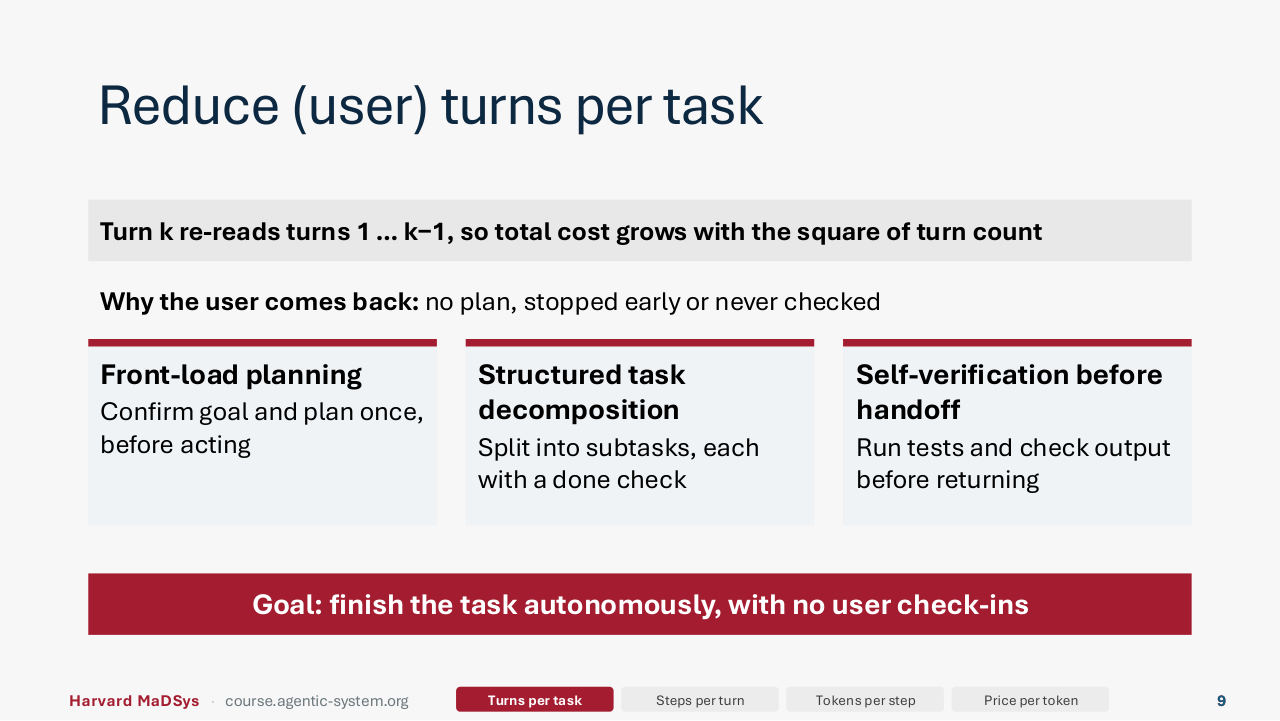 Reduce (user) turns per task
Turn k re-reads turns 1 … k−1, so total cost grows with the square of turn count
Why the user comes back: no plan, stopped early or never checked
Front-load planning
Confirm goal and plan once,
before acting
Structured task
decomposition
Split into subtasks, each
with a done check
Self-verification before
handoff
Run tests and check output
before returning
Goal: finish the task autonomously, with no user check-ins
Harvard MaDSys · course.agentic-system.org
Turns per task
Steps per turn
Tokens per step
Price per token
9